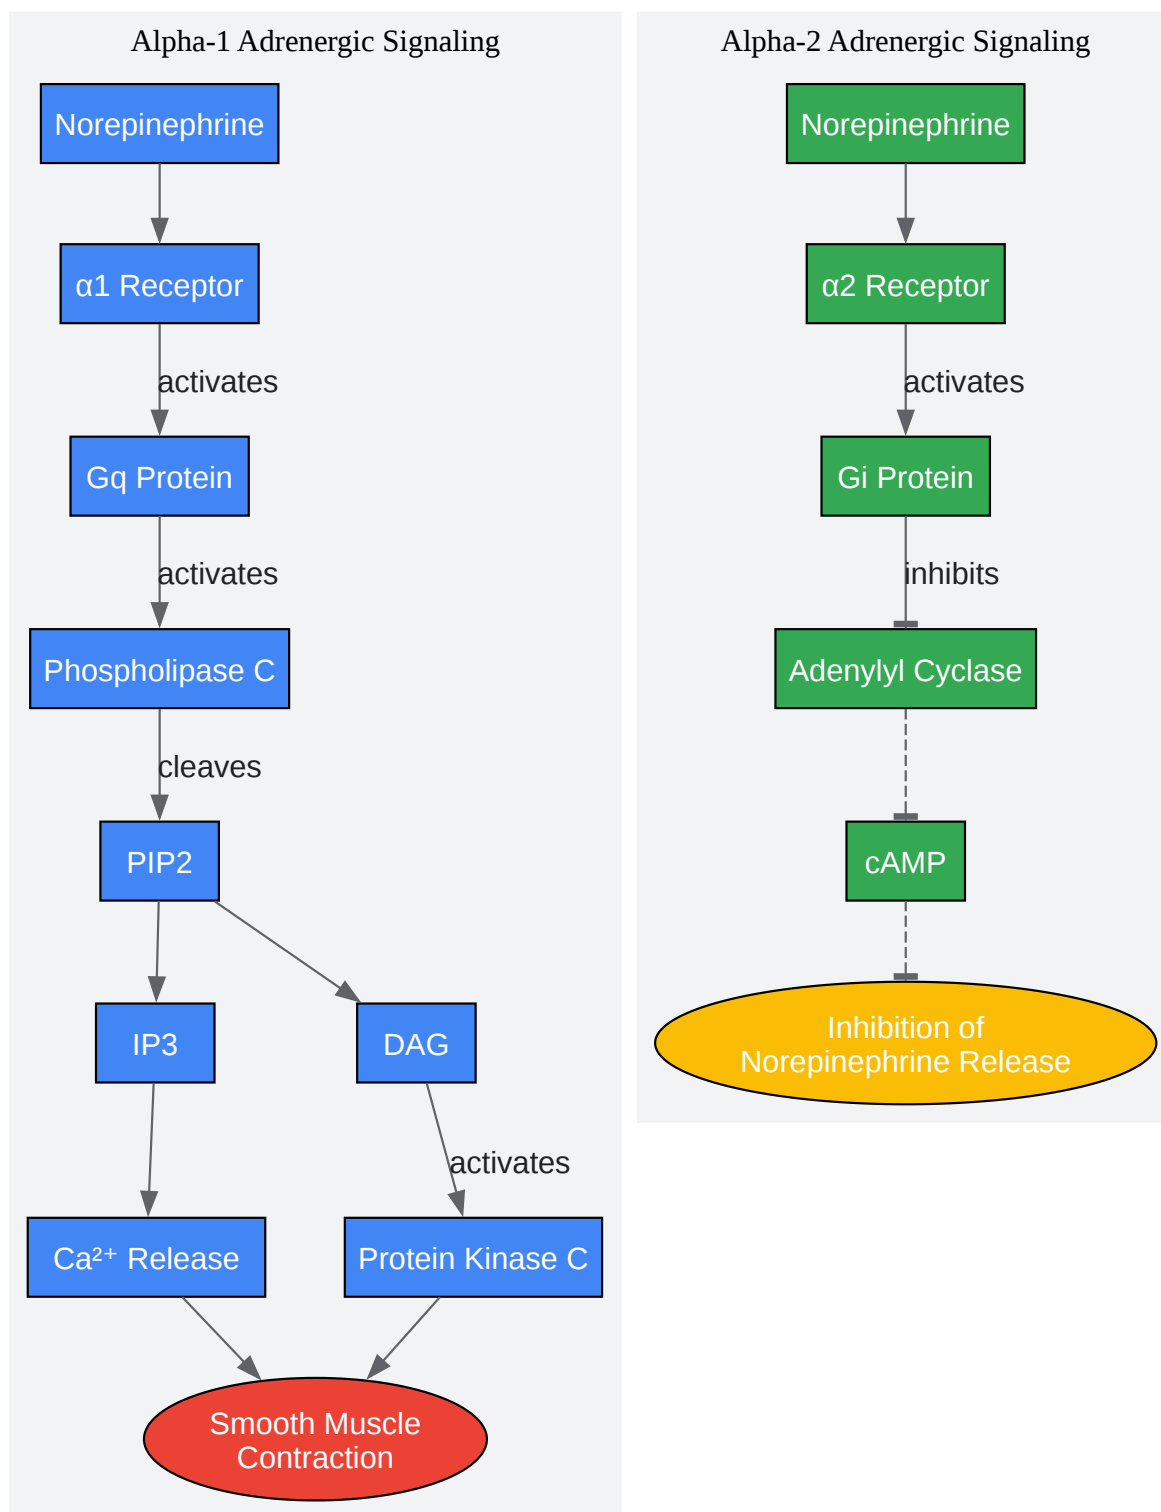 Alpha-1 Adrenergic Signaling
Norepinephrine
α1 Receptor
activates
Gq Protein
activates
Phospholipase C
cleaves
PIP2
IP3
DAG
activates
Ca²⁺ Release
Protein Kinase C
Smooth Muscle
Contraction
Alpha-2 Adrenergic Signaling
Norepinephrine
α2 Receptor
activates
Gi Protein
inhibits
Adenylyl Cyclase
cAMP
Inhibition of
Norepinephrine Release